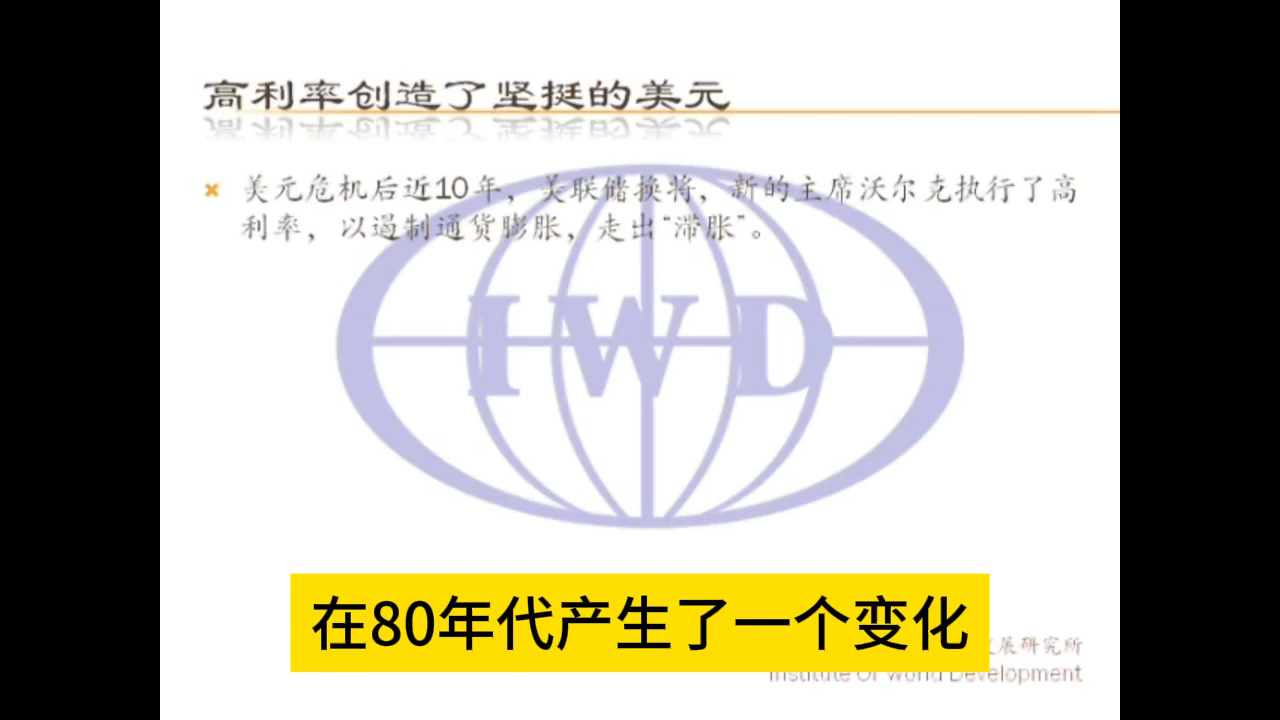 高利率创造了坚挺的美元
美元危机后近10年，美联储换将，新的主席沃尔克执行了高
利率，以遏制通货膨胀，走出“滞胀”。
IWD
在80年代产生了一个变化
发展研究所
Institute Of World Development